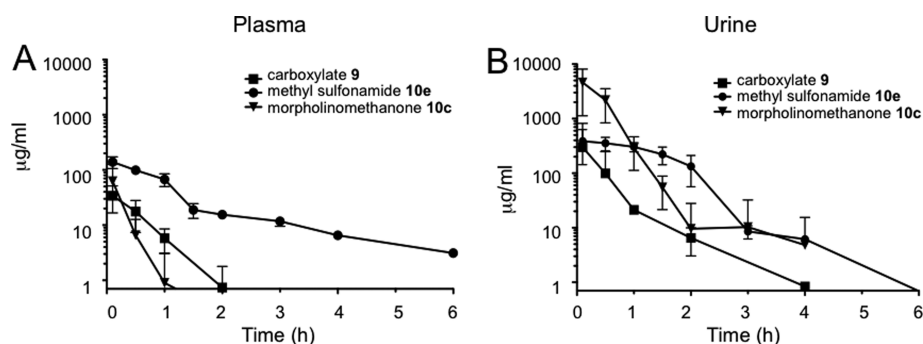 Plasma
A
10000
1000
100
10
1
μg/ml
carboxylate 9
methyl sulfonamide 10e
morpholinomethanone 10c
0 1 2 3 4 5 6
Time (h)
Urine
B
10000
1000
100
10
1
μg/ml
carboxylate 9
methyl sulfonamide 10e
morpholinomethanone 10c
0 1 2 3 4 5 6
Time (h)